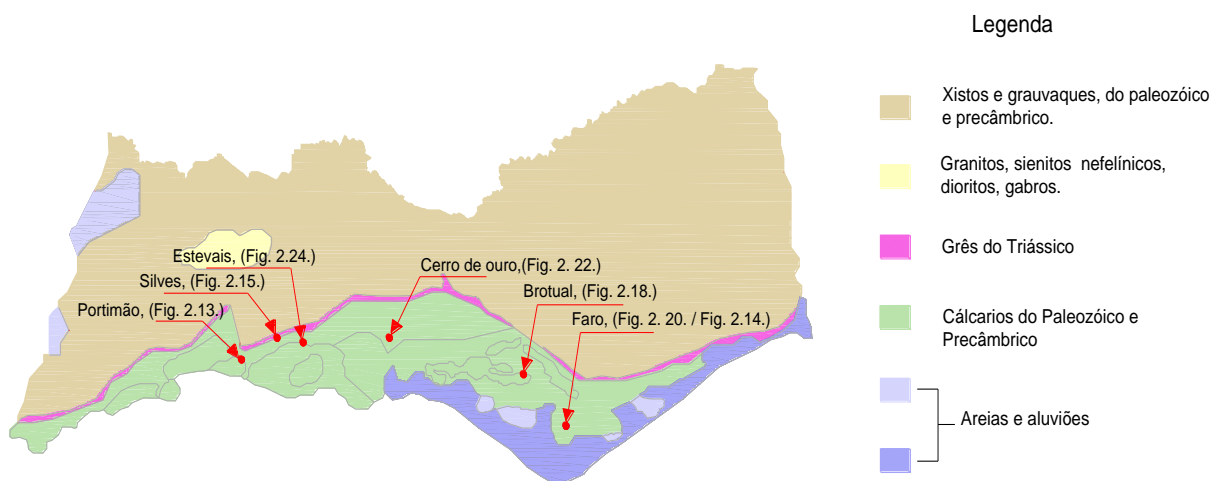 Legenda
Xistos e grauvaques, do paleozóico
e precâmbrico.
Granitos, sienitos nefelínicos,
dioritos, gabros.
Grês do Triássico
Cálcarios do Paleozóico e
Precâmbrico
Areias e aluviões
Estevais, (Fig. 2.24.)
Silves, (Fig. 2.15.)
Portimão, (Fig. 2.13.)
Cerro de ouro,(Fig. 2. 22.)
Brotual, (Fig. 2.18.)
Faro, (Fig. 2. 20. / Fig. 2.14.)